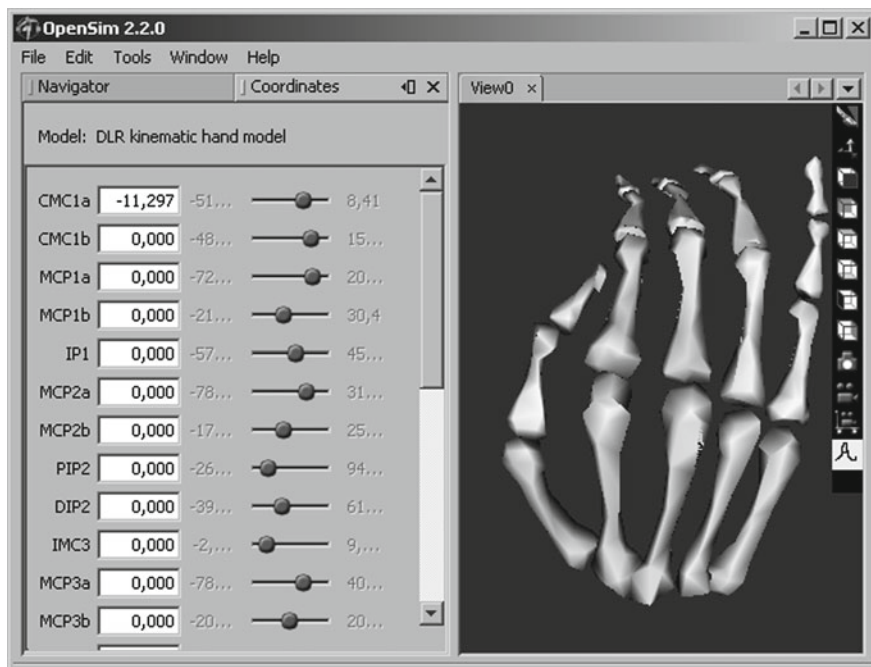 OpenSim 2.2.0
File Edit Tools Window Help
Navigator Coordinates View0
Model: DLR kinematic hand model
CMC1a -11,297 -51... 8,41
CMC1b 0,000 -48... 15...
MCP1a 0,000 -72... 20...
MCP1b 0,000 -21... 30,4
IP1 0,000 -57... 45...
MCP2a 0,000 -78... 31...
MCP2b 0,000 -17... 25...
PIP2 0,000 -26... 94...
DIP2 0,000 -39... 61...
IMC3 0,000 -2,... 9,...
MCP3a 0,000 -78... 40...
MCP3b 0,000 -20... 20...